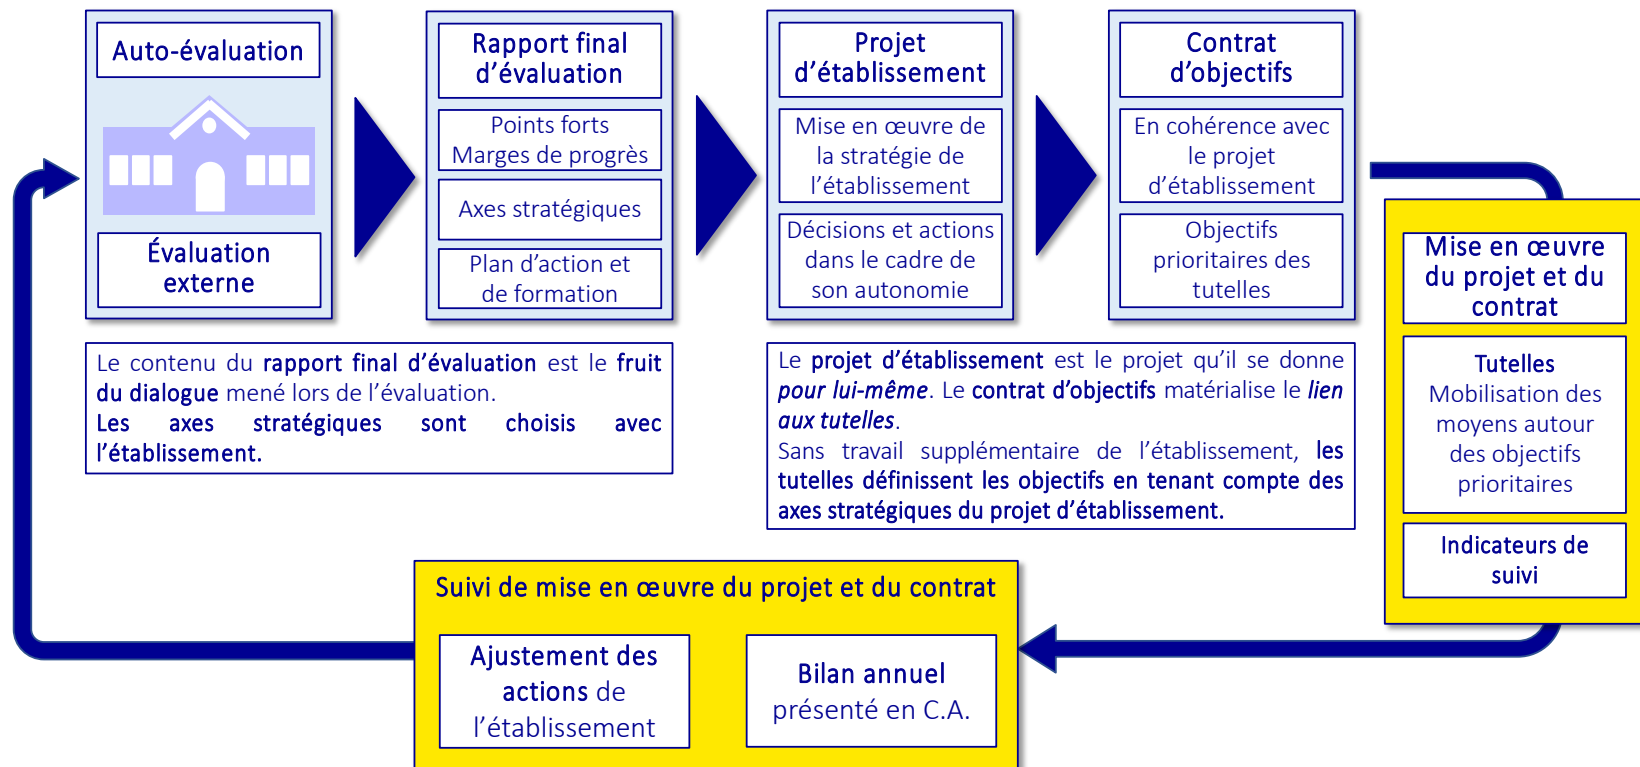 Auto-évaluation
Évaluation
externe
Rapport final
d’évaluation
Points forts
Marges de progrès
Axes stratégiques
Plan d’action et
de formation
Projet
d’établissement
Mise en œuvre de
la stratégie de
l’établissement
Décisions et actions
dans le cadre de
son autonomie
Contrat
d’objectifs
En cohérence avec
le projet
d’établissement
Objectifs
prioritaires des
tutelles
Le contenu du rapport final d’évaluation est le fruit
du dialogue mené lors de l’évaluation.
Les axes stratégiques sont choisis avec
l’établissement.
Le projet d’établissement est le projet qu’il se donne
pour lui-même. Le contrat d’objectifs matérialise le lien
aux tutelles.
Sans travail supplémentaire de l’établissement, les
tutelles définissent les objectifs en tenant compte des
axes stratégiques du projet d’établissement.
Mise en œuvre
du projet et du
contrat
Tutelles
Mobilisation des
moyens autour
des objectifs
prioritaires
Indicateurs de
suivi
Suivi de mise en œuvre du projet et du contrat
Ajustement des
actions de
l’établissement
Bilan annuel
présenté en C.A.